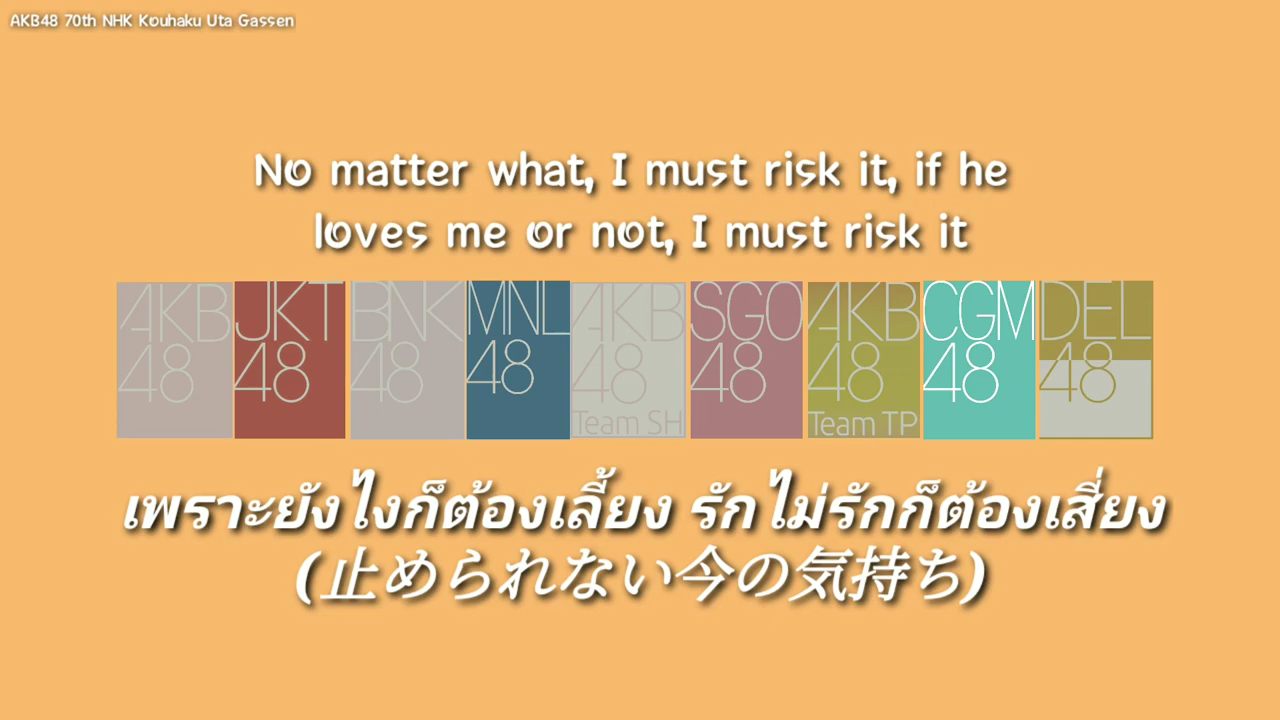 AKB48 70th NHK Kouhaku Uta Gassen
No matter what, I must risk it, if he
loves me or not, I must risk it
AKB JKT BNK MNL AKB SGO AKB CGM DEL
48 48 48 48 48 48 48 48 48
Team SH Team TP
เพราะยังไงก็ต้องเลี้ยง รักไม่รักก็ต้องเสี่ยง
(止められない今の気持ち)